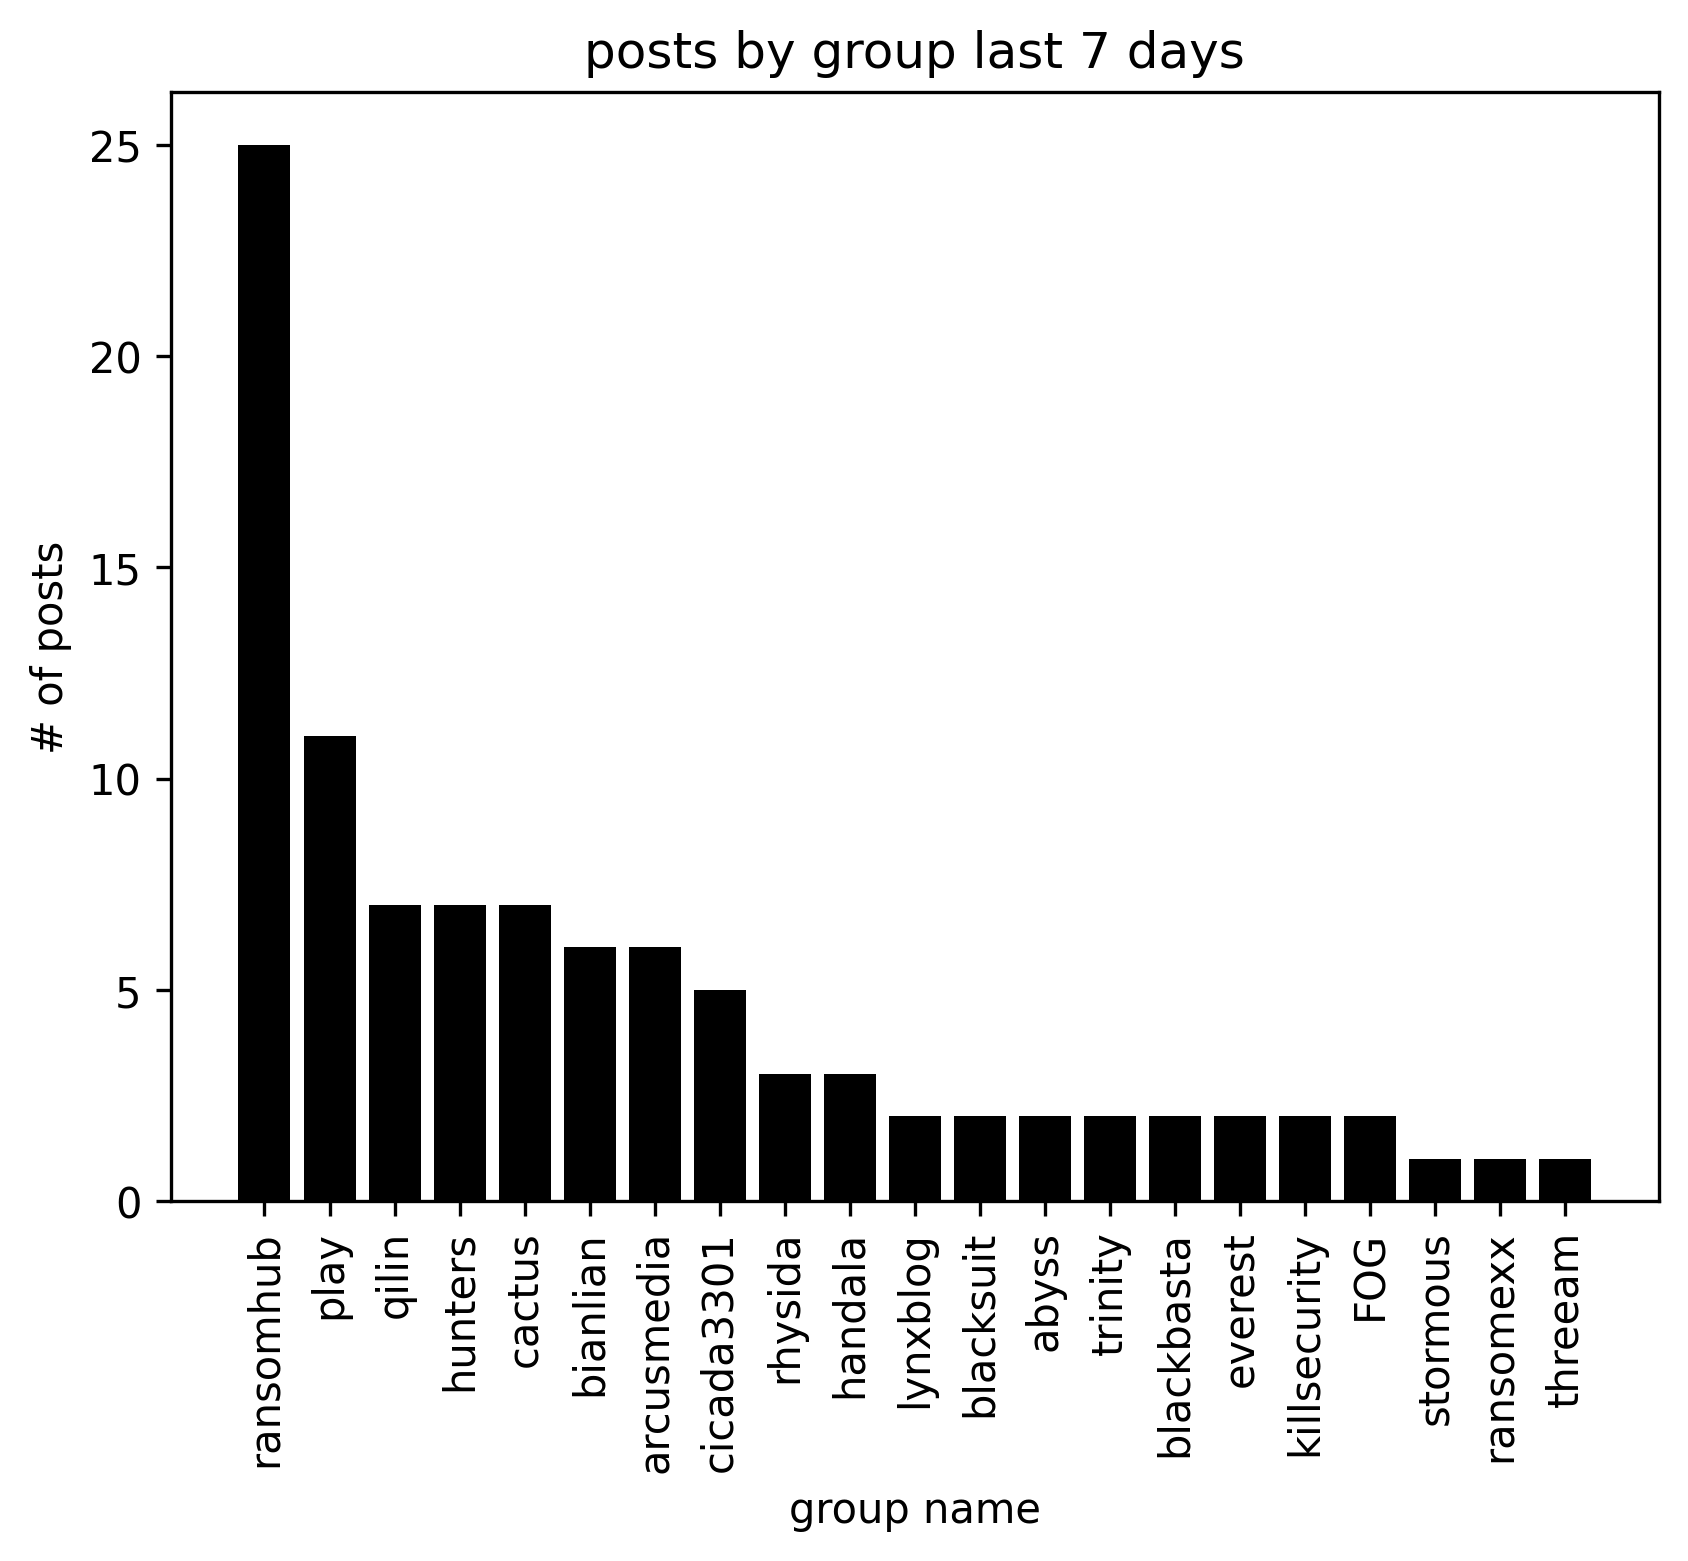 posts by group last 7 days
25
20
15
10
5
0
# of posts
ransomhub
play
qilin
hunters
cactus
bianlian
arcusmedia
cicada3301
rhysida
handala
lynxblog
blacksuit
abyss
trinity
blackbasta
everest
killsecurity
FOG
stormous
ransomexx
threeam
group name